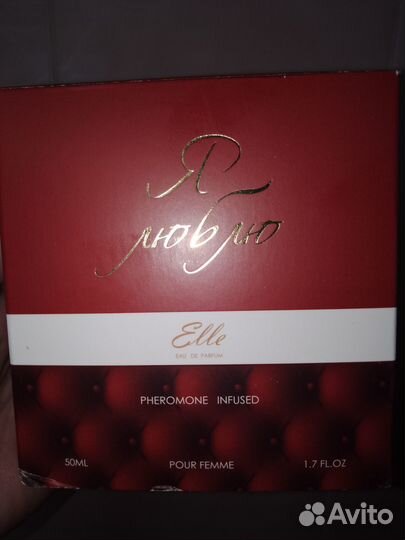 Я
люблю
Elle
EAU DE PARFUM
PHEROMONE INFUSED
50ML POUR FEMME 1.7 FL.OZ
Avito